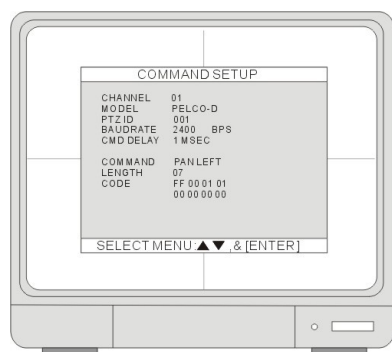 COMMAND SETUP
CHANNEL 01
MODEL PELCO-D
PTZ ID 001
BAUDRATE 2400 BPS
CMD DELAY 1 MSEC
COMMAND PAN LEFT
LENGTH 07
CODE FF 00 01 01
00 00 00 00
SELECT MENU:▲▼,& [ENTER]